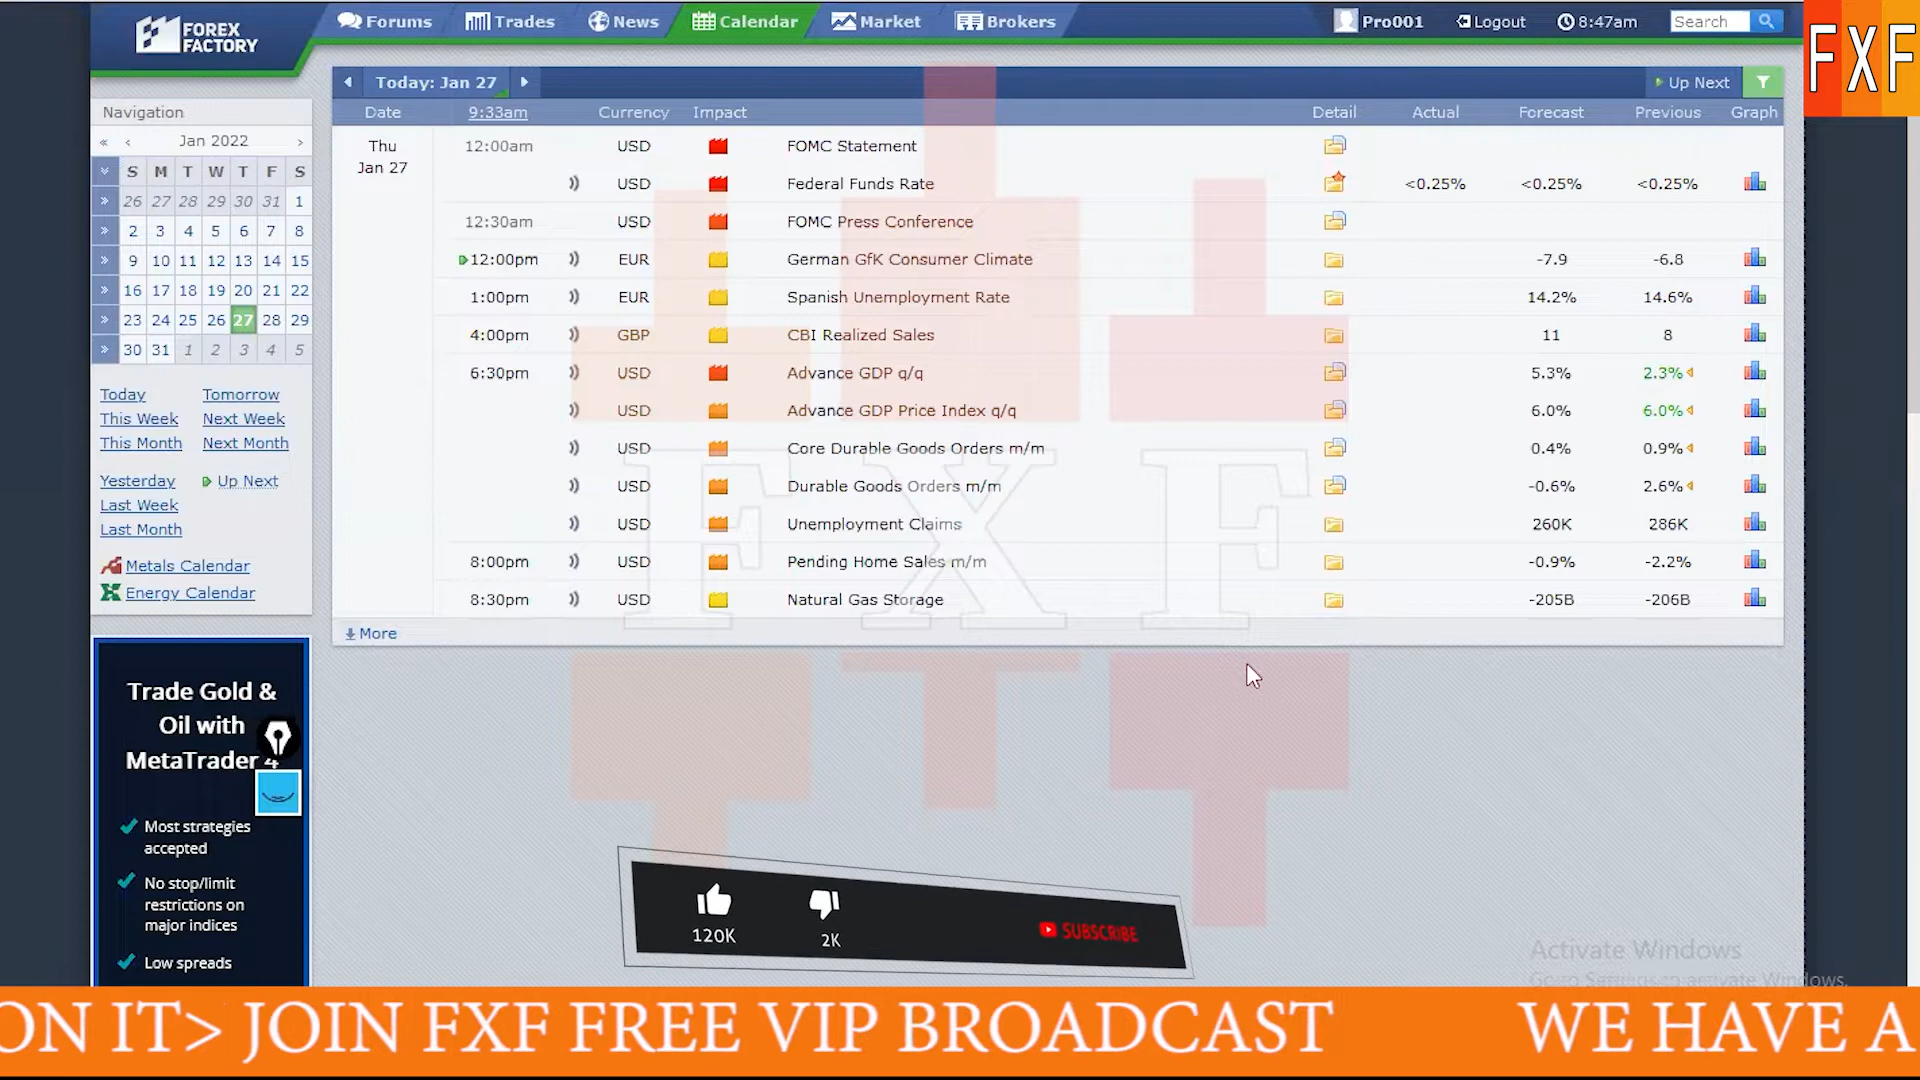 FOREX
FACTORY
Forums
Trades
News
Calendar
Market
Brokers
Pro001
Logout
8:47am
Search
FXF
Today: Jan 27
Up Next
Date 9:33am Currency Impact Detail Actual Forecast Previous Graph
Thu
Jan 27
12:00am USD FOMC Statement
USD Federal Funds Rate <0.25% <0.25% <0.25%
12:30am USD FOMC Press Conference
12:00pm EUR German GfK Consumer Climate -7.9 -6.8
1:00pm EUR Spanish Unemployment Rate 14.2% 14.6%
4:00pm GBP CBI Realized Sales 11 8
6:30pm USD Advance GDP q/q 5.3% 2.3%
USD Advance GDP Price Index q/q 6.0% 6.0%
USD Core Durable Goods Orders m/m 0.4% 0.9%
USD Durable Goods Orders m/m -0.6% 2.6%
USD Unemployment Claims 260K 286K
8:00pm USD Pending Home Sales m/m -0.9% -2.2%
8:30pm USD Natural Gas Storage -205B -206B
More
FXF
Navigation
« ‹ Jan 2022 ›
S M T W T F S
» 26 27 28 29 30 31 1
» 2 3 4 5 6 7 8
» 9 10 11 12 13 14 15
» 16 17 18 19 20 21 22
» 23 24 25 26 27 28 29
» 30 31 1 2 3 4 5
Today Tomorrow
This Week Next Week
This Month Next Month
Yesterday Up Next
Last Week
Last Month
Metals Calendar
Energy Calendar
Trade Gold &
Oil with
MetaTrader 4
Most strategies
accepted
No stop/limit
restrictions on
major indices
Low spreads
120K
2K
SUBSCRIBE
Activate Windows
Go to Settings to activate Windows.
ON IT> JOIN FXF FREE VIP BROADCAST WE HAVE A